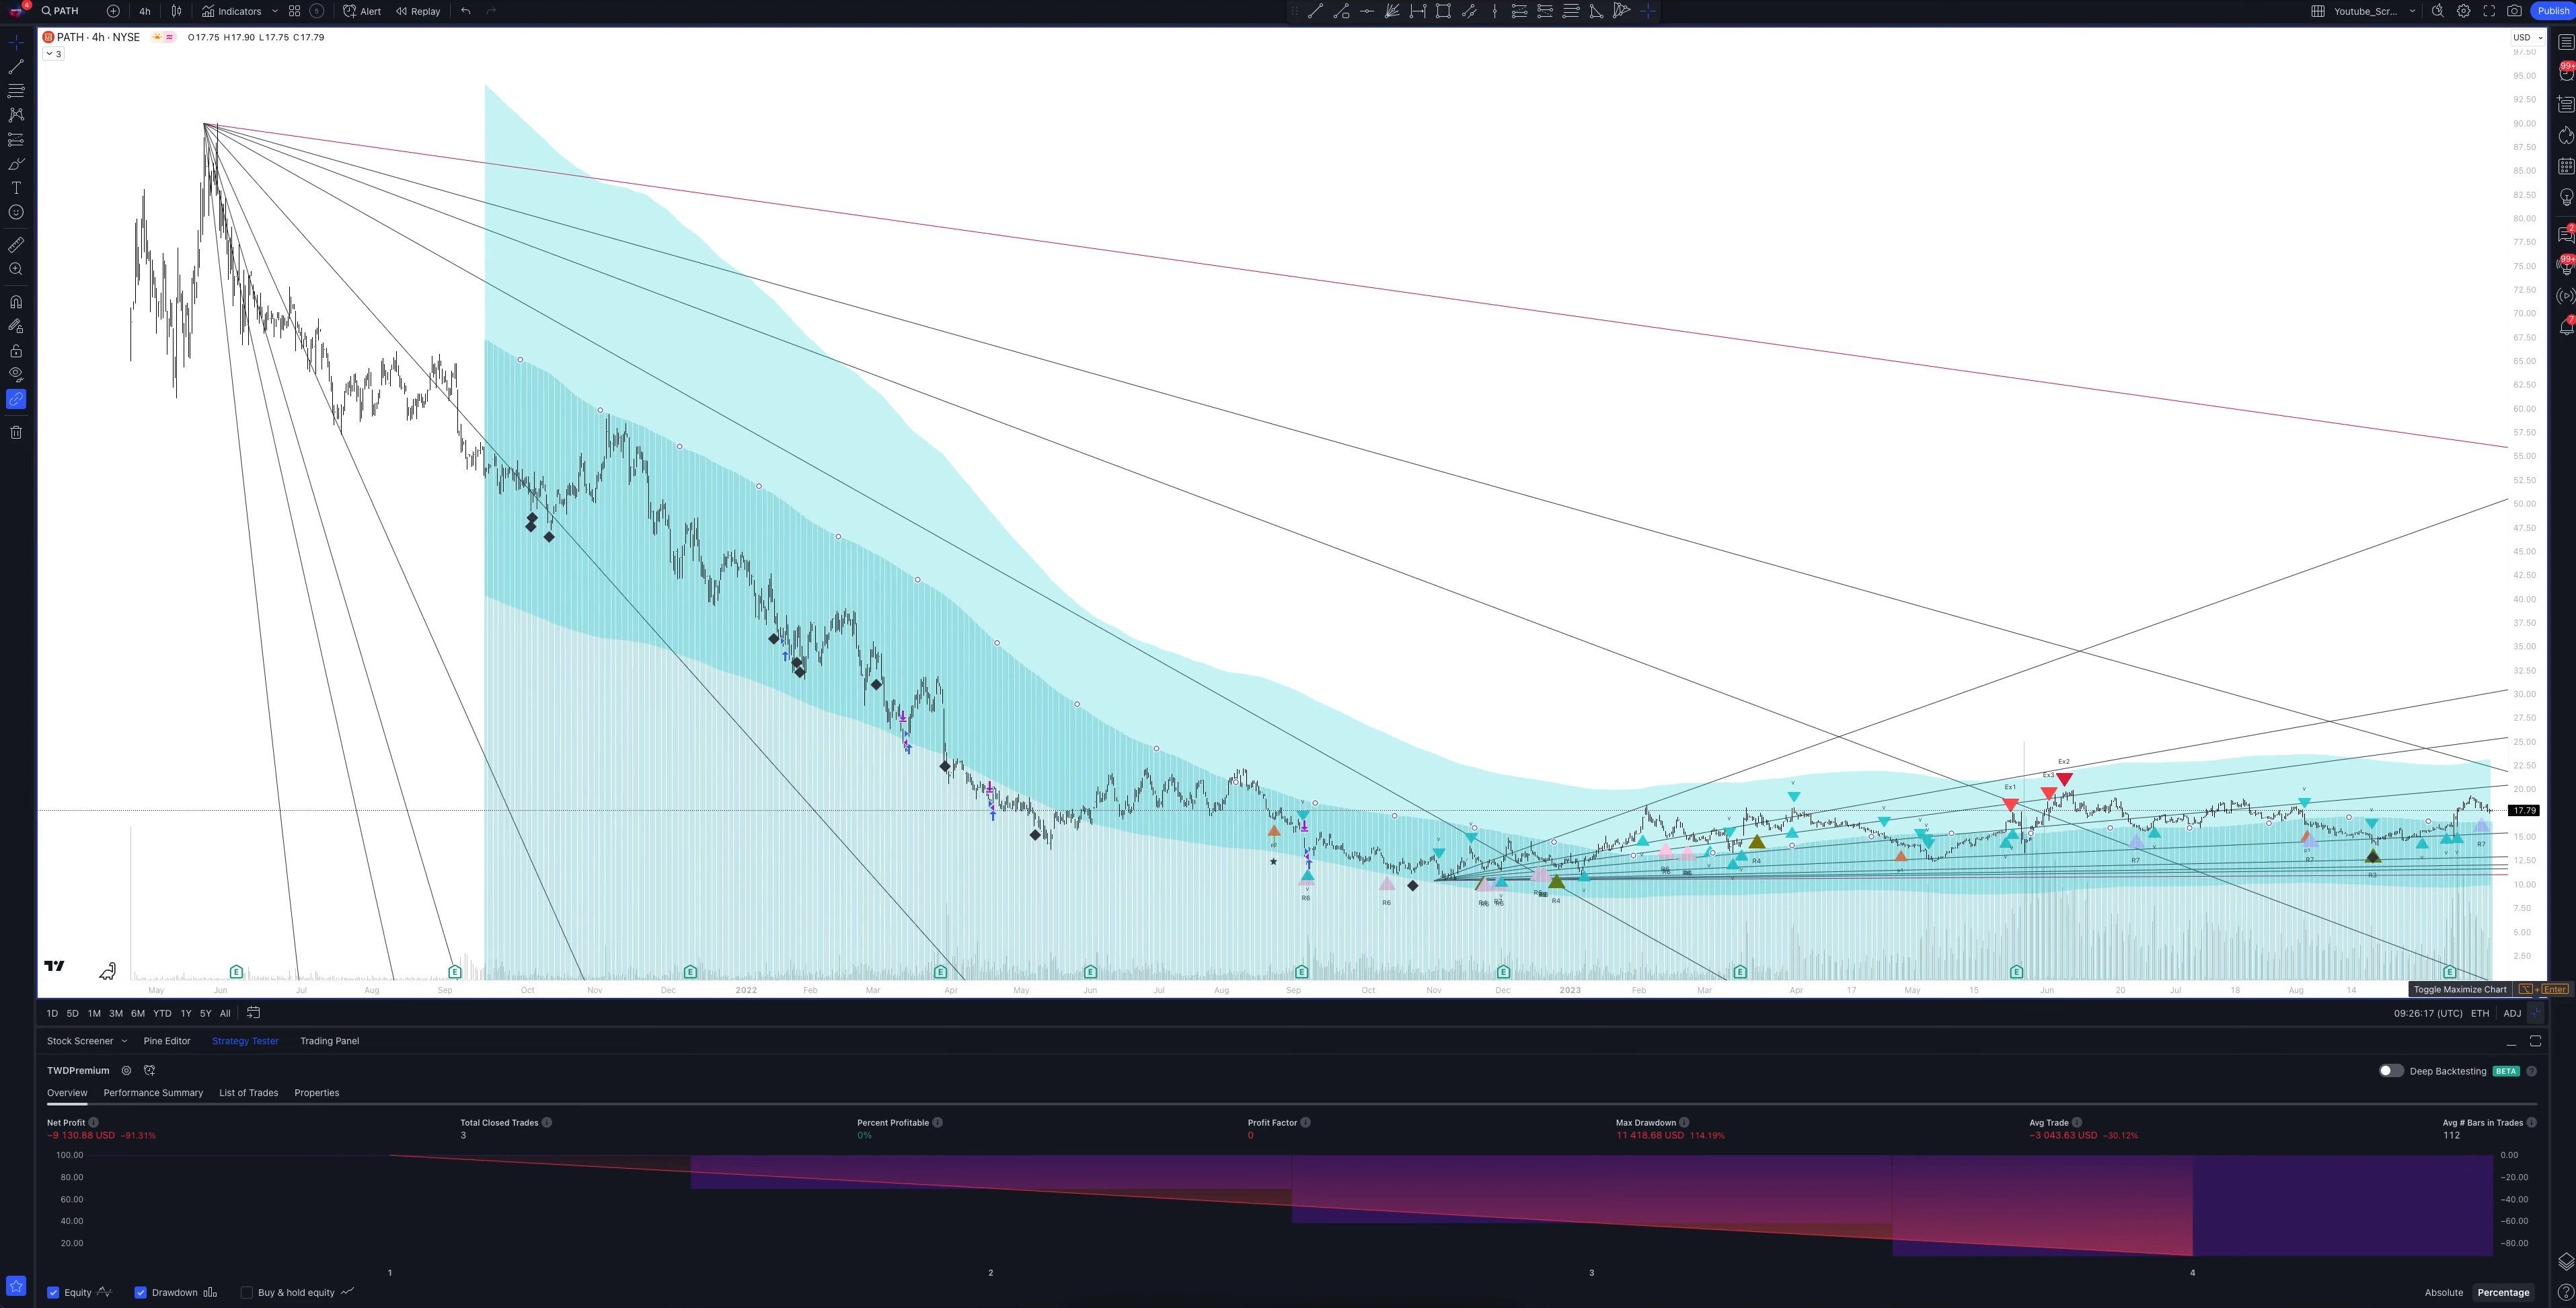 4 PATH 4h Indicators 5 Alert Replay Youtube_Scr... Publish
PATH · 4h · NYSE O17.75 H17.90 L17.75 C17.79 USD
3
97.50
95.00
92.50
90.00
87.50
85.00
82.50
80.00
77.50
75.00
72.50
70.00
67.50
65.00
62.50
60.00
57.50
55.00
52.50
50.00
47.50
45.00
42.50
40.00
37.50
35.00
32.50
30.00
27.50
25.00
22.50
20.00
17.79
15.00
12.50
10.00
7.50
5.00
2.50
99+
2
99+
7
Ex2
Ex3
Ex1
R4
R7
R7
R7
R3
R6
R6
R4
E E E E E E E E E E
May Jun Jul Aug Sep Oct Nov Dec 2022 Feb Mar Apr May Jun Jul Aug Sep Oct Nov Dec 2023 Feb Mar Apr 17 May 15 Jun 20 Jul 18 Aug 14
Toggle Maximize Chart + Enter
1D 5D 1M 3M 6M YTD 1Y 5Y All 09:26:17 (UTC) ETH ADJ
Stock Screener Pine Editor Strategy Tester Trading Panel
TWDPremium Deep Backtesting BETA
Overview Performance Summary List of Trades Properties
Net Profit Total Closed Trades Percent Profitable Profit Factor Max Drawdown Avg Trade Avg # Bars in Trades
−9 130.88 USD −91.31% 3 0% 0 11 418.68 USD 114.19% −3 043.63 USD −30.12% 112
100.00 0.00
80.00 −20.00
60.00 −40.00
40.00 −60.00
20.00 −80.00
1 2 3 4
Equity Drawdown Buy & hold equity Absolute Percentage